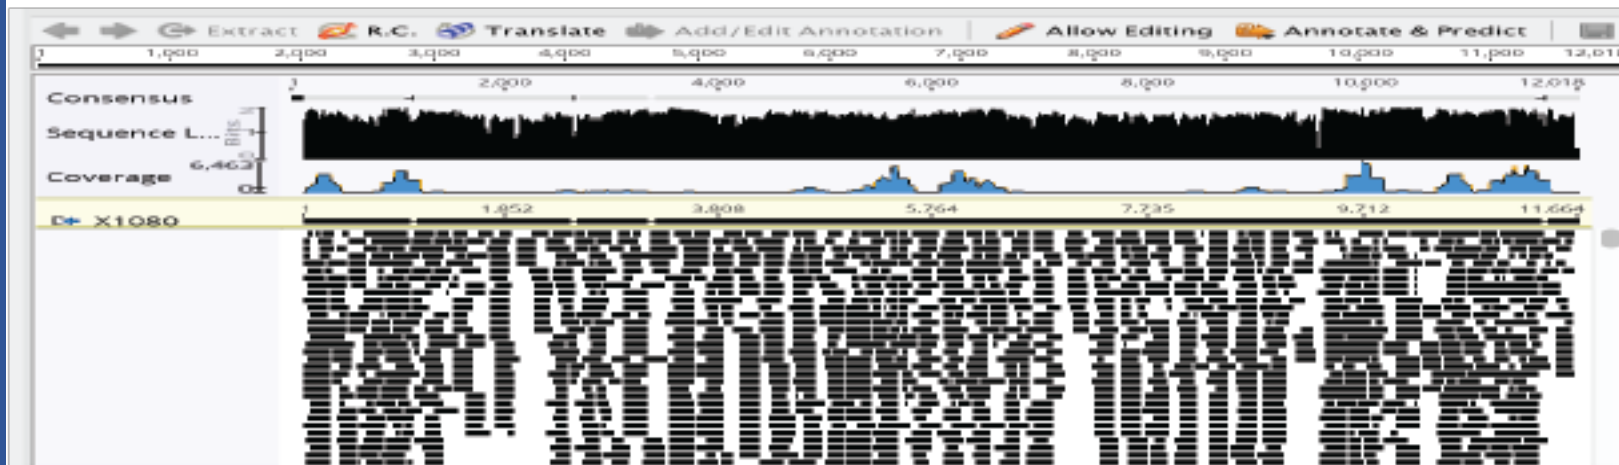 Extract R.C. Translate Add/Edit Annotation Allow Editing Annotate & Predict
1 1,000 2,000 3,000 4,000 5,000 6,000 7,000 8,000 9,000 10,000 11,000 12,01
1 2,000 4,000 6,000 8,000 10,000 12,018
Consensus
Sequence L... Bits
6,463
Coverage
0
1 1,852 3,808 5,764 7,735 9,712 11,664
X1080